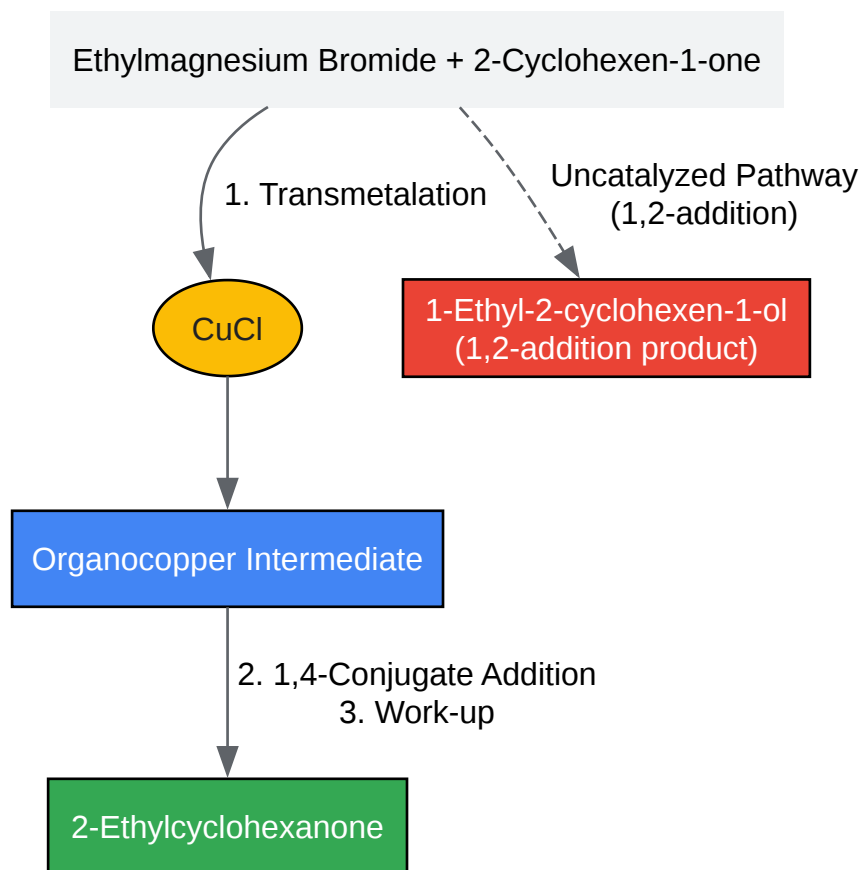 Ethylmagnesium Bromide + 2-Cyclohexen-1-one
1. Transmetalation
Uncatalyzed Pathway
(1,2-addition)
CuCl
1-Ethyl-2-cyclohexen-1-ol
(1,2-addition product)
Organocopper Intermediate
2. 1,4-Conjugate Addition
3. Work-up
2-Ethylcyclohexanone